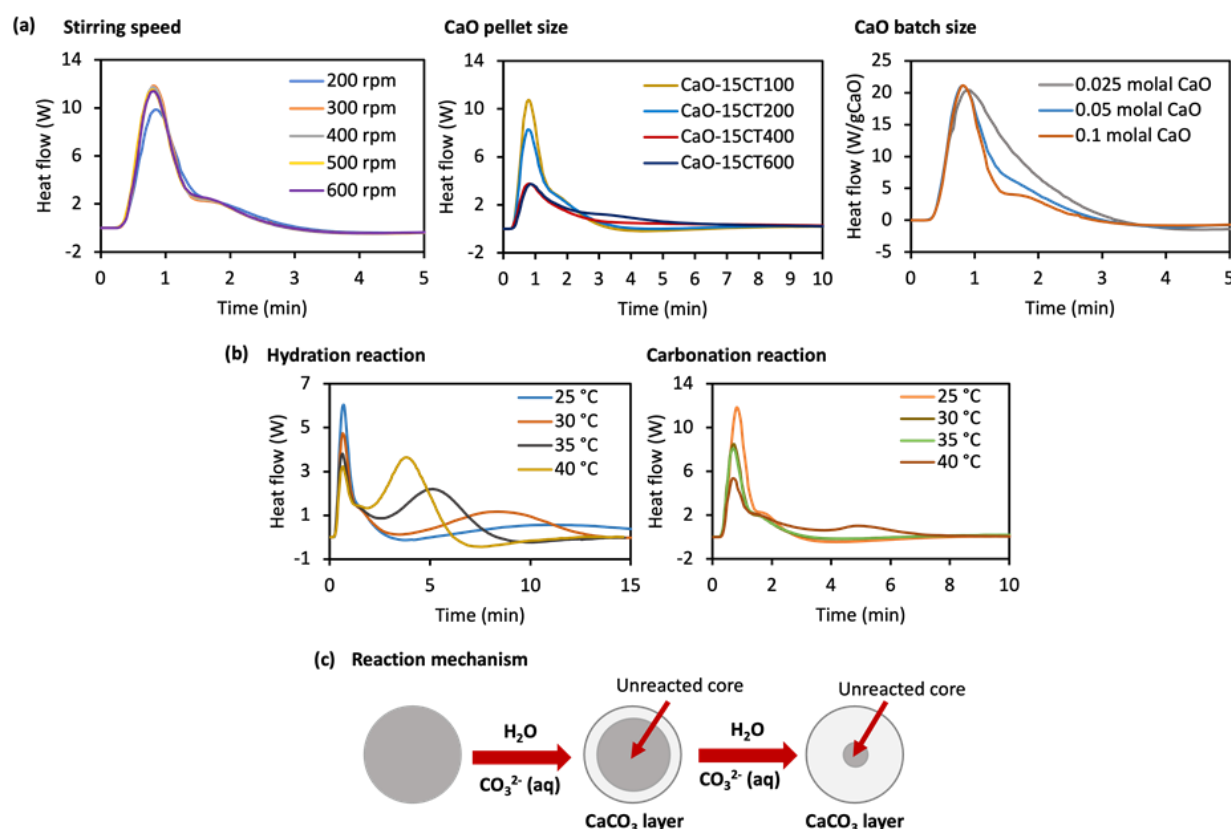 (a) Stirring speed
14
10
6
2
-2
Heat flow (W)
200 rpm
300 rpm
400 rpm
500 rpm
600 rpm
0 1 2 3 4 5
Time (min)
CaO pellet size
14
10
6
2
-2
Heat flow (W)
CaO-15CT100
CaO-15CT200
CaO-15CT400
CaO-15CT600
0 1 2 3 4 5 6 7 8 9 10
Time (min)
CaO batch size
25
20
15
10
5
0
-5
Heat flow (W/gCaO)
0.025 molal CaO
0.05 molal CaO
0.1 molal CaO
0 1 2 3 4 5
Time (min)
(b) Hydration reaction
7
5
3
1
-1
Heat flow (W)
25 °C
30 °C
35 °C
40 °C
0 5 10 15
Time (min)
Carbonation reaction
14
10
6
2
-2
Heat flow (W)
25 °C
30 °C
35 °C
40 °C
0 2 4 6 8 10
Time (min)
(c) Reaction mechanism
Unreacted core
Unreacted core
H₂O
CO₃²⁻ (aq)
H₂O
CO₃²⁻ (aq)
CaCO₃ layer
CaCO₃ layer